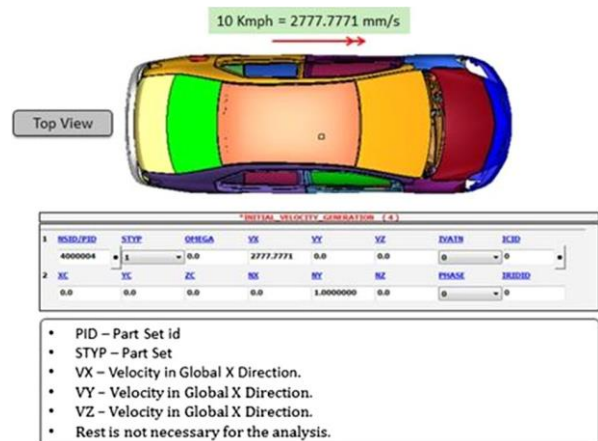 10 Kmph = 2777.7771 mm/s
Top View
*INITIAL_VELOCITY_GENERATION (4)
1 NSID/PID STYP OMEGA VX VY VZ IVATN ICID
4000004 1 0.0 2777.7771 0.0 0.0 0 0
2 XC YC ZC NX NY NZ PHASE IRIDID
0.0 0.0 0.0 0.0 1.0000000 0.0 0 0
• PID – Part Set id
• STYP – Part Set
• VX – Velocity in Global X Direction.
• VY – Velocity in Global X Direction.
• VZ – Velocity in Global X Direction.
• Rest is not necessary for the analysis.